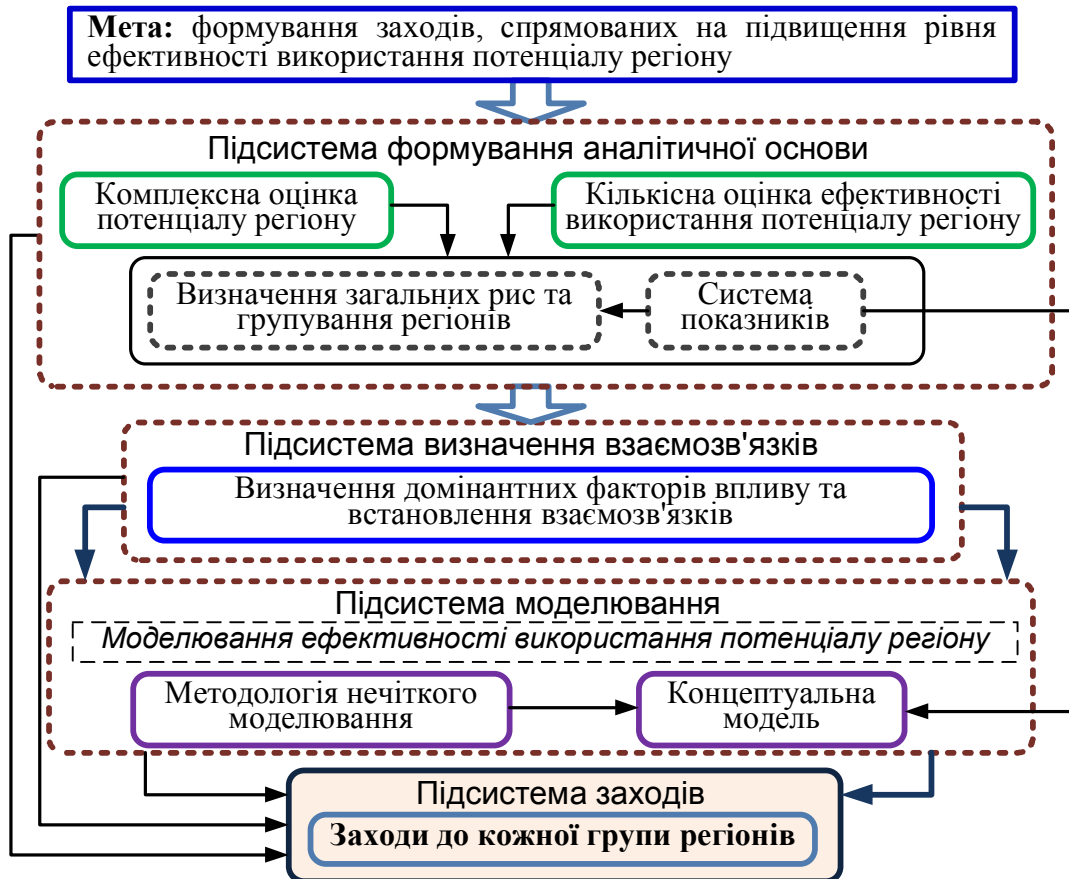 Мета: формування заходів, спрямованих на підвищення рівня
ефективності використання потенціалу регіону
Підсистема формування аналітичної основи
Комплексна оцінка
потенціалу регіону
Кількісна оцінка ефективності
використання потенціалу регіону
Визначення загальних рис та
групування регіонів
Система
показників
Підсистема визначення взаємозв'язків
Визначення домінантних факторів впливу та
встановлення взаємозв'язків
Підсистема моделювання
Моделювання ефективності використання потенціалу регіону
Методологія нечіткого
моделювання
Концептуальна
модель
Підсистема заходів
Заходи до кожної групи регіонів